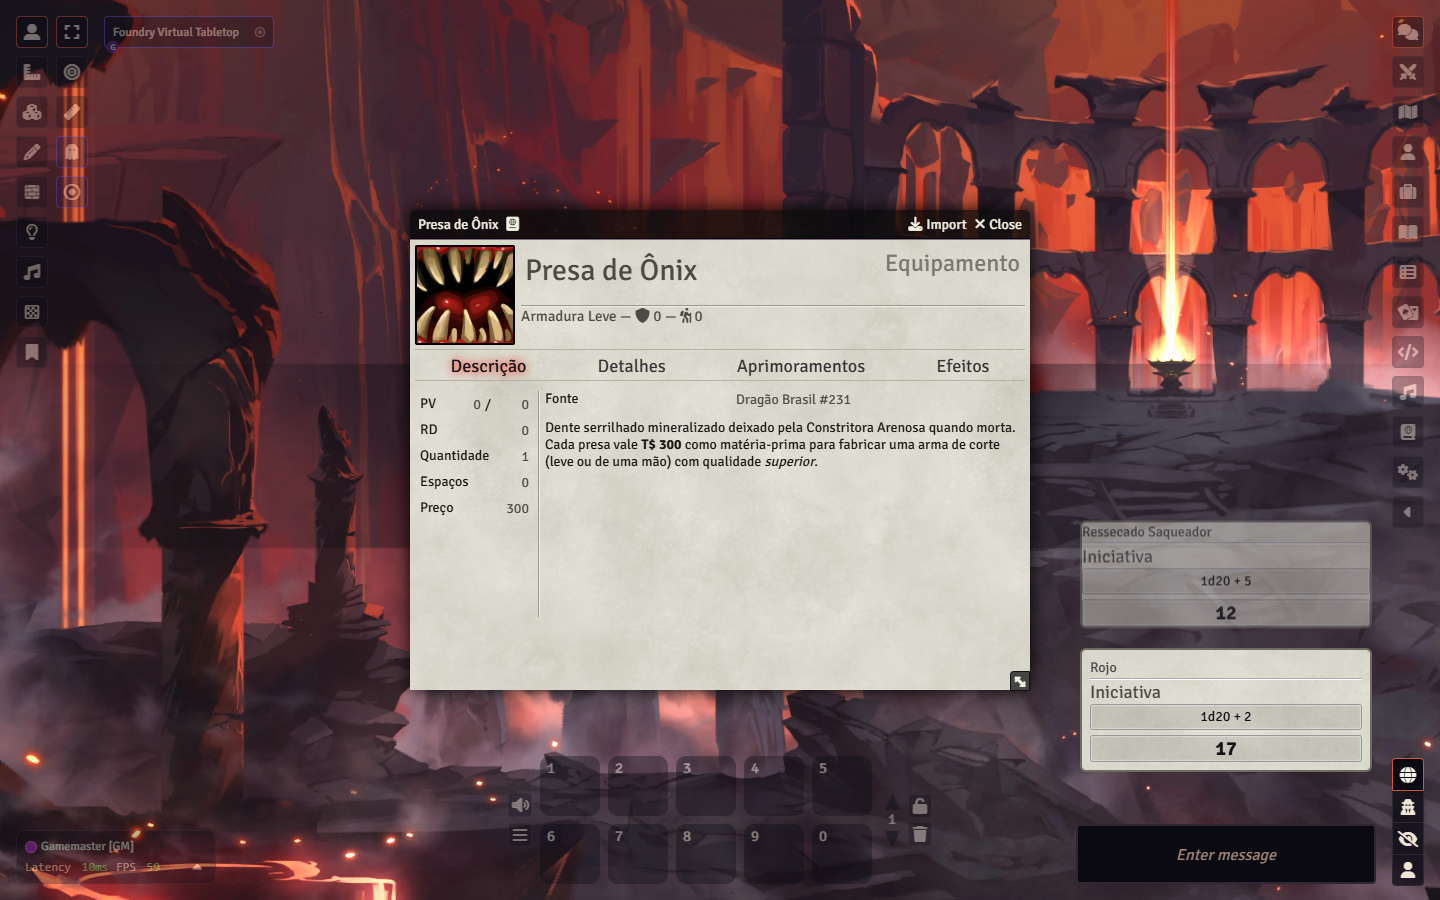 Foundry Virtual Tabletop
G
Presa de Ônix
Import
Close
Presa de Ônix
Equipamento
Armadura Leve — 0 — 0
Descrição
Detalhes
Aprimoramentos
Efeitos
PV 0 / 0
RD 0
Quantidade 1
Espaços 0
Preço 300
Fonte Dragão Brasil #231
Dente serrilhado mineralizado deixado pela Constritora Arenosa quando morta.
Cada presa vale T$ 300 como matéria-prima para fabricar uma arma de corte
(leve ou de uma mão) com qualidade superior.
Ressecado Saqueador
Iniciativa
1d20 + 5
12
Rojo
Iniciativa
1d20 + 2
17
1 2 3 4 5
1
6 7 8 9 0
Gamemaster [GM]
Latency 10ms FPS 59
Enter message